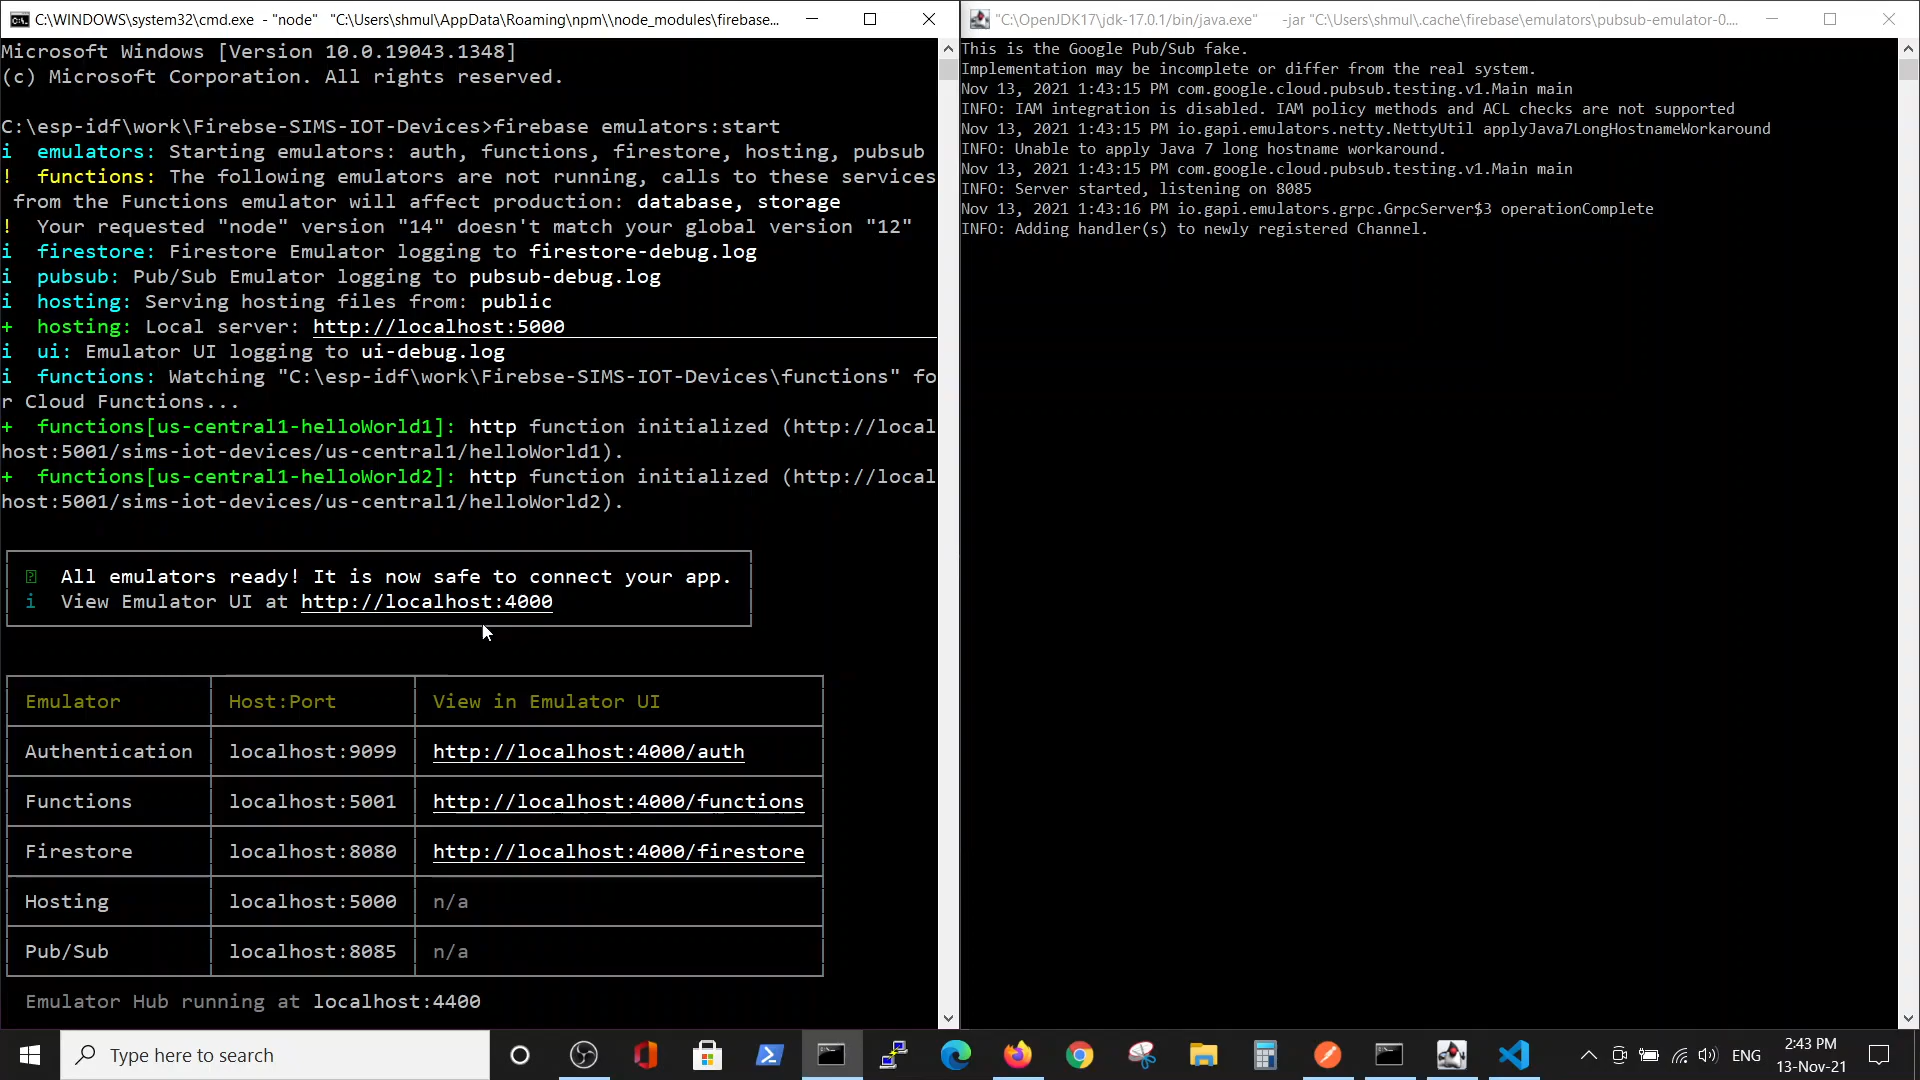 C:\WINDOWS\system32\cmd.exe - "node" "C:\Users\shmul\AppData\Roaming\npm\\node_modules\firebase...
Microsoft Windows [Version 10.0.19043.1348]
(c) Microsoft Corporation. All rights reserved.
C:\esp-idf\work\Firebse-SIMS-IOT-Devices>firebase emulators:start
i emulators: Starting emulators: auth, functions, firestore, hosting, pubsub
! functions: The following emulators are not running, calls to these services
from the Functions emulator will affect production: database, storage
! Your requested "node" version "14" doesn't match your global version "12"
i firestore: Firestore Emulator logging to firestore-debug.log
i pubsub: Pub/Sub Emulator logging to pubsub-debug.log
i hosting: Serving hosting files from: public
+ hosting: Local server: http://localhost:5000
i ui: Emulator UI logging to ui-debug.log
i functions: Watching "C:\esp-idf\work\Firebse-SIMS-IOT-Devices\functions" fo
r Cloud Functions...
+ functions[us-central1-helloWorld1]: http function initialized (http://local
host:5001/sims-iot-devices/us-central1/helloWorld1).
+ functions[us-central1-helloWorld2]: http function initialized (http://local
host:5001/sims-iot-devices/us-central1/helloWorld2).
All emulators ready! It is now safe to connect your app.
i View Emulator UI at http://localhost:4000
Emulator Host:Port View in Emulator UI
Authentication localhost:9099 http://localhost:4000/auth
Functions localhost:5001 http://localhost:4000/functions
Firestore localhost:8080 http://localhost:4000/firestore
Hosting localhost:5000 n/a
Pub/Sub localhost:8085 n/a
Emulator Hub running at localhost:4400
"C:\OpenJDK17\jdk-17.0.1/bin/java.exe" -jar "C:\Users\shmul\.cache\firebase\emulators\pubsub-emulator-0....
This is the Google Pub/Sub fake.
Implementation may be incomplete or differ from the real system.
Nov 13, 2021 1:43:15 PM com.google.cloud.pubsub.testing.v1.Main main
INFO: IAM integration is disabled. IAM policy methods and ACL checks are not supported
Nov 13, 2021 1:43:15 PM io.gapi.emulators.netty.NettyUtil applyJava7LongHostnameWorkaround
INFO: Unable to apply Java 7 long hostname workaround.
Nov 13, 2021 1:43:15 PM com.google.cloud.pubsub.testing.v1.Main main
INFO: Server started, listening on 8085
Nov 13, 2021 1:43:16 PM io.gapi.emulators.grpc.GrpcServer$3 operationComplete
INFO: Adding handler(s) to newly registered Channel.
Type here to search
ENG
2:43 PM
13-Nov-21